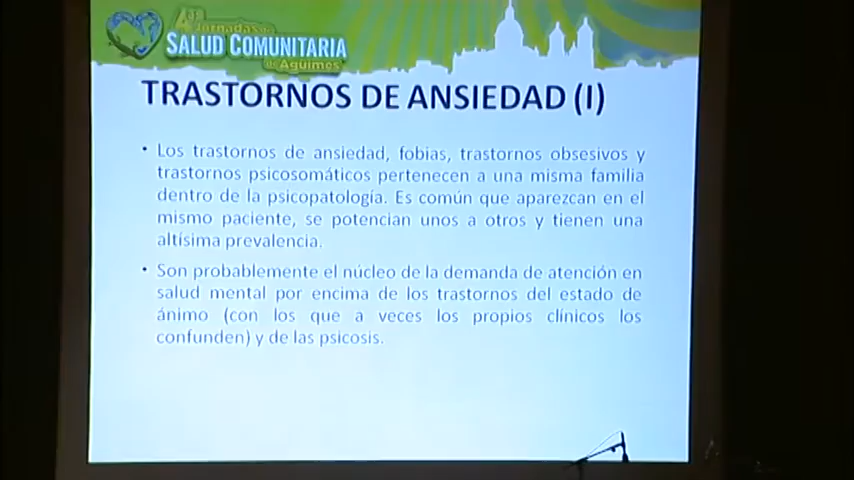 4as Jornadas de
SALUD COMUNITARIA
de Agüimes
TRASTORNOS DE ANSIEDAD (I)
• Los trastornos de ansiedad, fobias, trastornos obsesivos y
trastornos psicosomáticos pertenecen a una misma familia
dentro de la psicopatología. Es común que aparezcan en el
mismo paciente, se potencian unos a otros y tienen una
altísima prevalencia.
• Son probablemente el núcleo de la demanda de atención en
salud mental por encima de los trastornos del estado de
ánimo (con los que a veces los propios clínicos los
confunden) y de las psicosis.